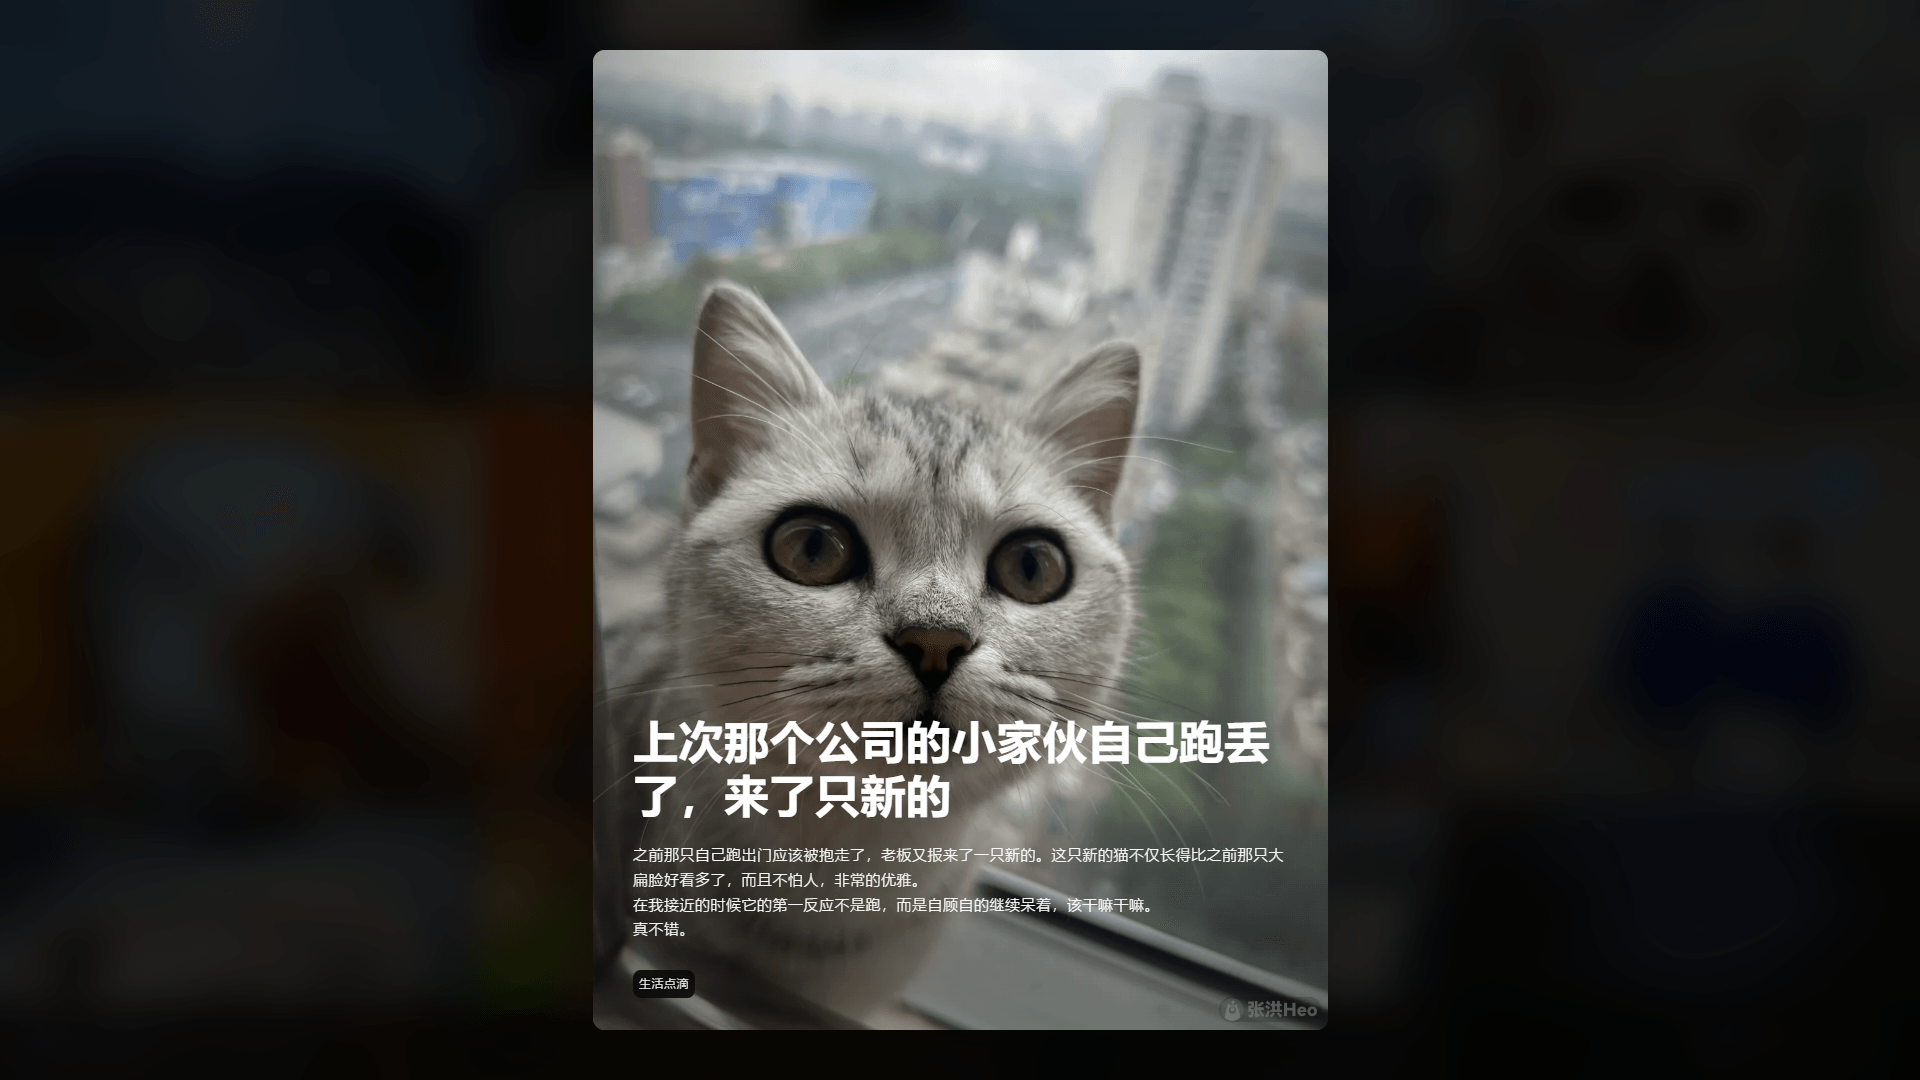 上次那个公司的小家伙自己跑丢
了，来了只新的
之前那只自己跑出门应该被抱走了，老板又报来了一只新的。这只新的猫不仅长得比之前那只大
扁脸好看多了，而且不怕人，非常的优雅。
在我接近的时候它的第一反应不是跑，而是自顾自的继续呆着，该干嘛干嘛。
真不错。
生活点滴
张洪Heo